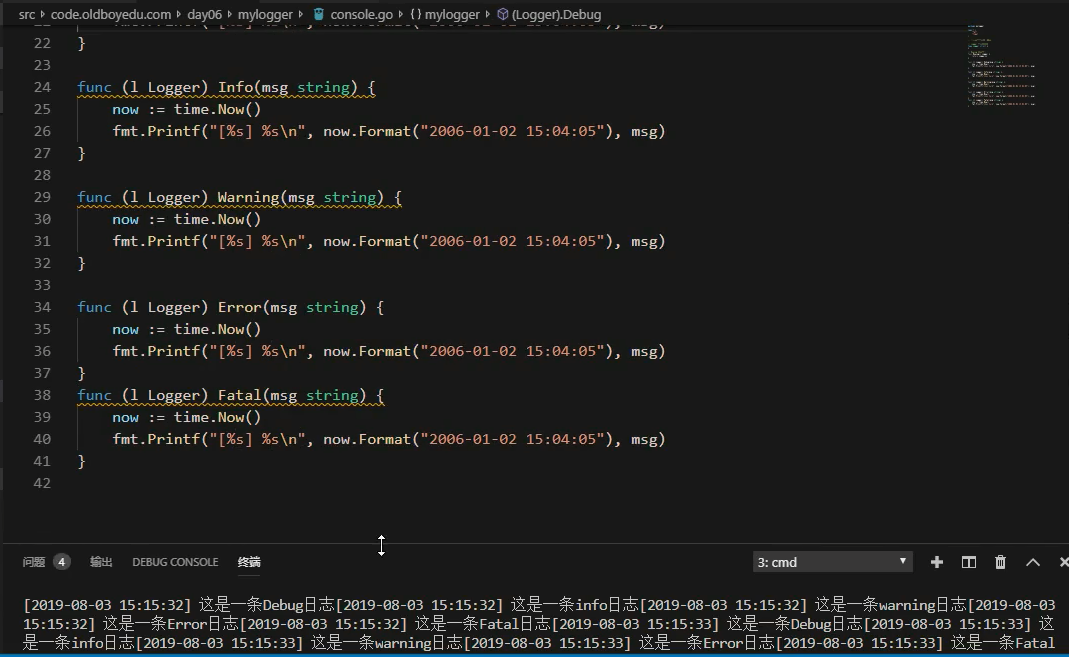 src › code.oldboyedu.com › day06 › mylogger › console.go › {} mylogger › (Logger).Debug
22 }
23
24 func (l Logger) Info(msg string) {
25 now := time.Now()
26 fmt.Printf("[%s] %s\n", now.Format("2006-01-02 15:04:05"), msg)
27 }
28
29 func (l Logger) Warning(msg string) {
30 now := time.Now()
31 fmt.Printf("[%s] %s\n", now.Format("2006-01-02 15:04:05"), msg)
32 }
33
34 func (l Logger) Error(msg string) {
35 now := time.Now()
36 fmt.Printf("[%s] %s\n", now.Format("2006-01-02 15:04:05"), msg)
37 }
38 func (l Logger) Fatal(msg string) {
39 now := time.Now()
40 fmt.Printf("[%s] %s\n", now.Format("2006-01-02 15:04:05"), msg)
41 }
42
问题 4 输出 DEBUG CONSOLE 终端 3: cmd
[2019-08-03 15:15:32] 这是一条Debug日志[2019-08-03 15:15:32] 这是一条info日志[2019-08-03 15:15:32] 这是一条warning日志[2019-08-03
15:15:32] 这是一条Error日志[2019-08-03 15:15:32] 这是一条Fatal日志[2019-08-03 15:15:33] 这是一条Debug日志[2019-08-03 15:15:33] 这
是一条info日志[2019-08-03 15:15:33] 这是一条warning日志[2019-08-03 15:15:33] 这是一条Error日志[2019-08-03 15:15:33] 这是一条Fatal